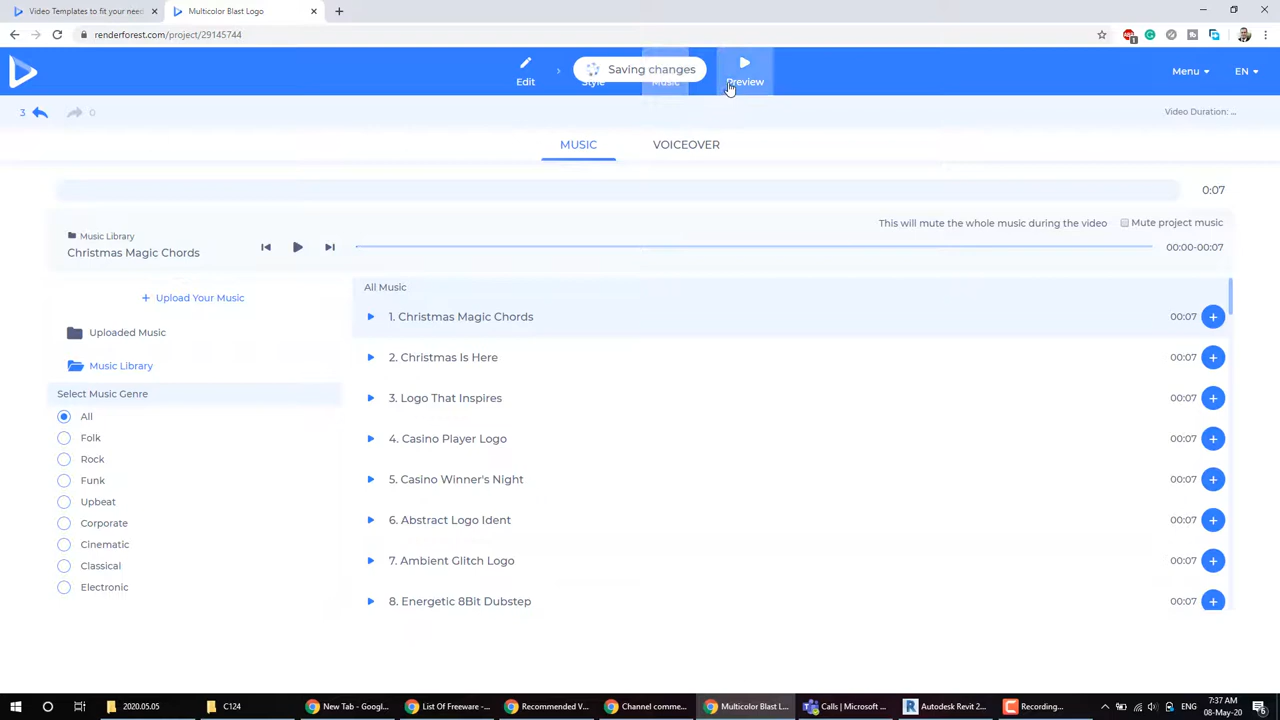 Video Templates to fit your need
Multicolor Blast Logo
renderforest.com/project/29145744
1
Edit
Style
Saving changes
Music
Preview
Menu
EN
3
0
Video Duration: ...
MUSIC
VOICEOVER
0:07
This will mute the whole music during the video
Mute project music
Music Library
Christmas Magic Chords
00:00-00:07
+ Upload Your Music
Uploaded Music
Music Library
Select Music Genre
All
Folk
Rock
Funk
Upbeat
Corporate
Cinematic
Classical
Electronic
All Music
1. Christmas Magic Chords 00:07 +
2. Christmas Is Here 00:07 +
3. Logo That Inspires 00:07 +
4. Casino Player Logo 00:07 +
5. Casino Winner's Night 00:07 +
6. Abstract Logo Ident 00:07 +
7. Ambient Glitch Logo 00:07 +
8. Energetic 8Bit Dubstep 00:07 +
2020.05.05
C124
New Tab - Googl...
List Of Freeware - ...
Recommended V...
Channel comme...
Multicolor Blast L...
Calls | Microsoft ...
Autodesk Revit 2...
Recording...
ENG
7:37 AM
08-May-20